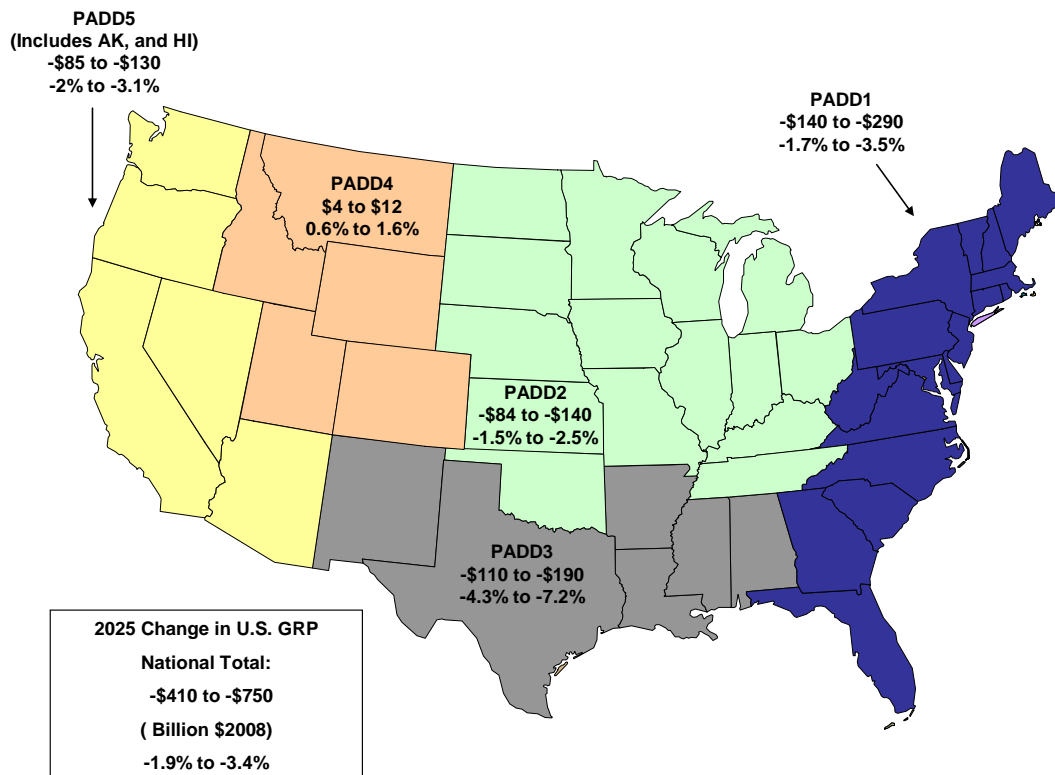 PADD5
(Includes AK, and HI)
-$85 to -$130
-2% to -3.1%
PADD1
-$140 to -$290
-1.7% to -3.5%
PADD4
$4 to $12
0.6% to 1.6%
PADD2
-$84 to -$140
-1.5% to -2.5%
PADD3
-$110 to -$190
-4.3% to -7.2%
2025 Change in U.S. GRP
National Total:
-$410 to -$750
( Billion $2008)
-1.9% to -3.4%